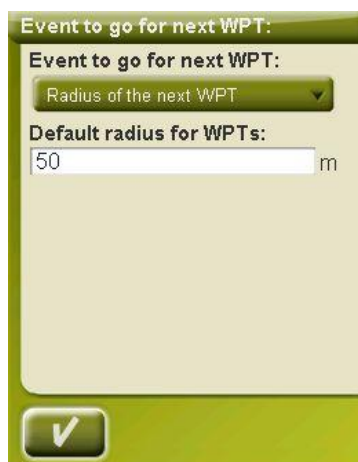 Event to go for next WPT:
Event to go for next WPT:
Radius of the next WPT
Default radius for WPTs:
50 m